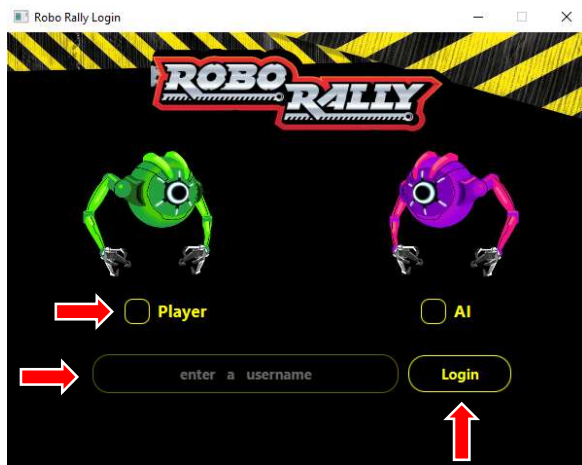 Robo Rally Login
ROBO
RALLY
Player
AI
enter a username
Login